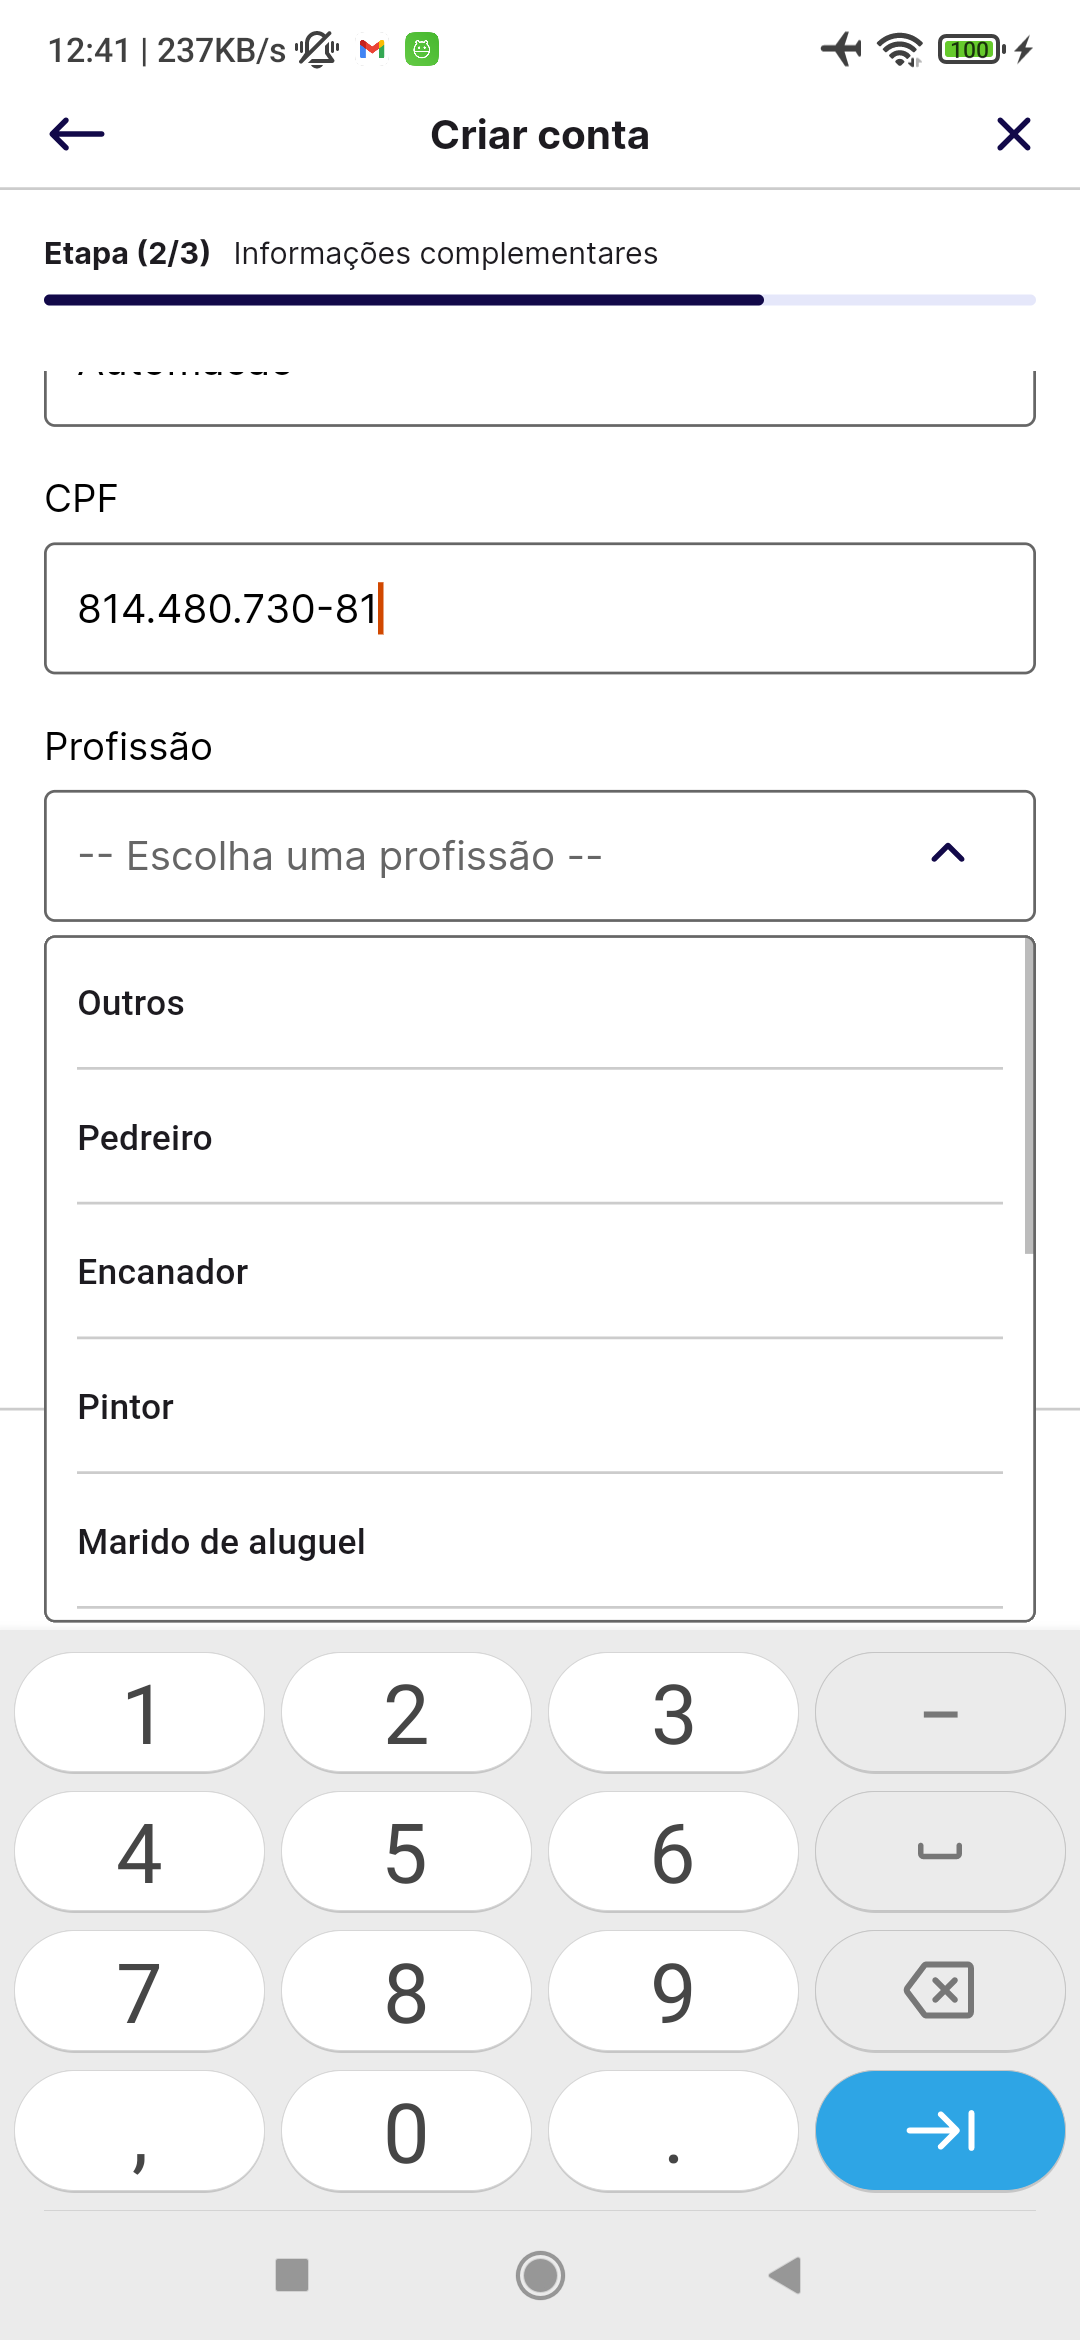 12:41 | 237KB/s
100
Criar conta
Etapa (2/3) Informações complementares
CPF
814.480.730-81
Profissão
-- Escolha uma profissão --
Outros
Pedreiro
Encanador
Pintor
Marido de aluguel
1 2 3 –
4 5 6
7 8 9
, 0 .